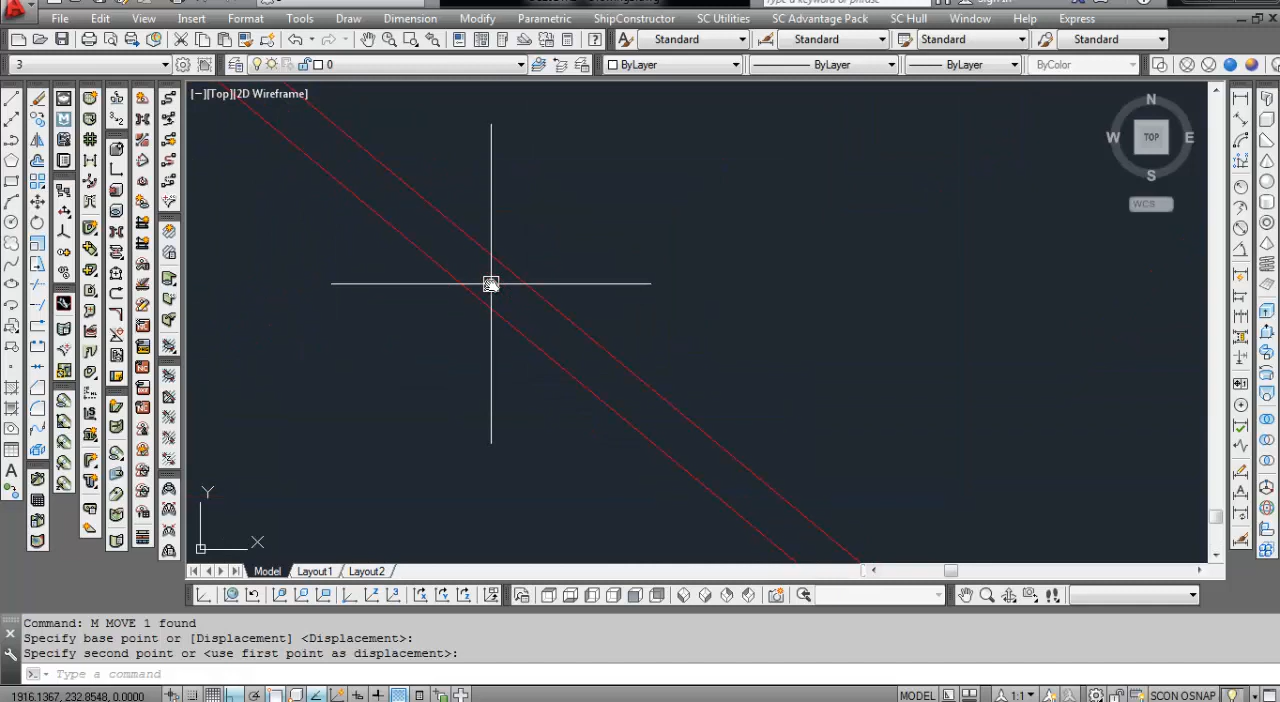 File Edit View Insert Format Tools Draw Dimension Modify Parametric ShipConstructor SC Utilities SC Advantage Pack SC Hull Window Help Express
Standard Standard Standard Standard
3 0 ByLayer ByLayer ByLayer ByColor
[−][Top][2D Wireframe]
N
W TOP E
S
WCS
Y
X
Model Layout1 Layout2
Command: M MOVE 1 found
Specify base point or [Displacement] <Displacement>:
Specify second point or <use first point as displacement>:
Type a command
1916.1367, 232.8548, 0.0000 MODEL 1:1 SCON OSNAP